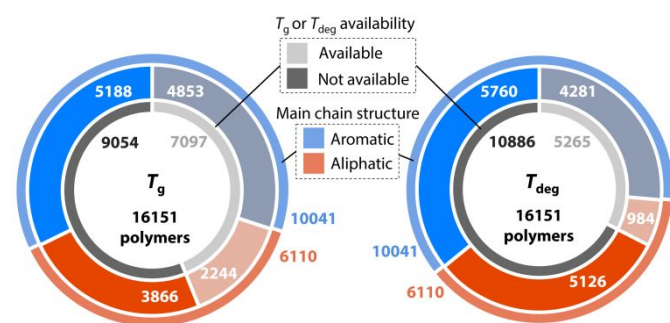 Tg or Tdeg availability
Available
Not available
Main chain structure
Aromatic
Aliphatic
5188
4853
9054
7097
Tg
16151
polymers
10041
6110
2244
3866
5760
4281
10886
5265
Tdeg
16151
polymers
984
10041
6110
5126